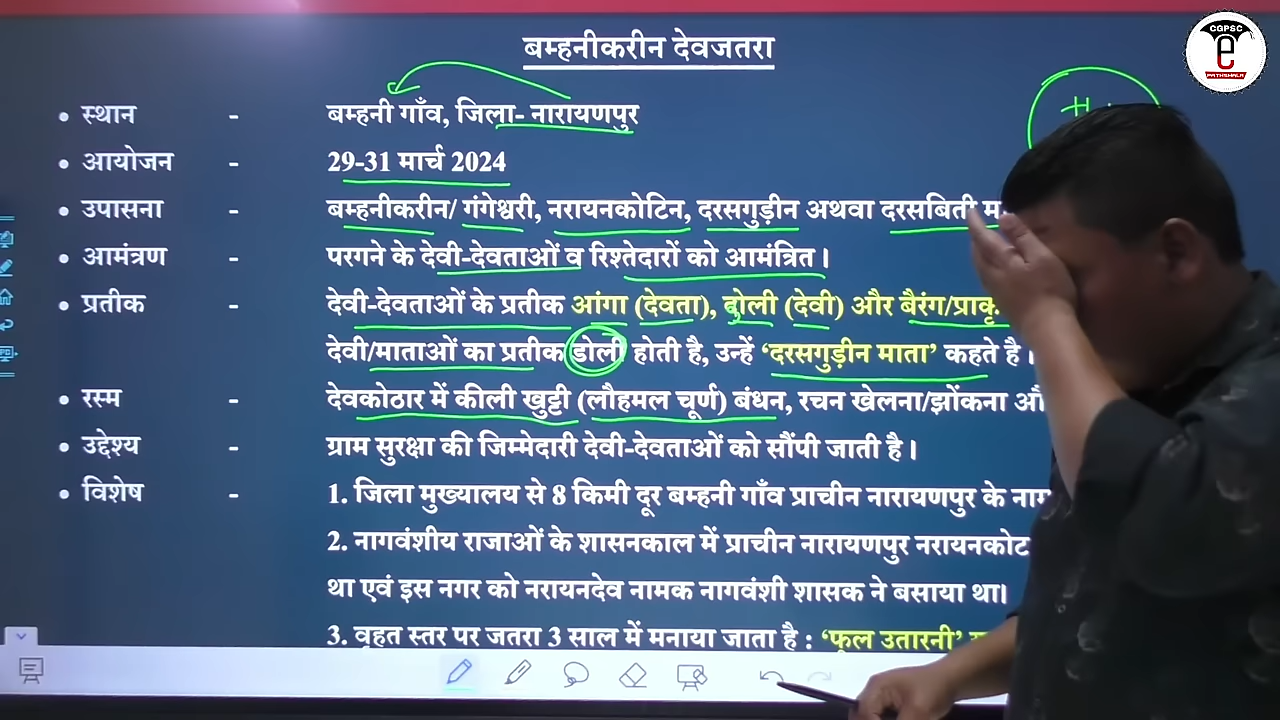 CGPSC
e
PATHSHALA
बम्हनीकरीन देवजतरा
• स्थान - बम्हनी गाँव, जिला- नारायणपुर
• आयोजन - 29-31 मार्च 2024
• उपासना - बम्हनीकरीन/ गंगेश्वरी, नरायनकोटिन, दरसगुड़ीन अथवा दरसबिती
• आमंत्रण - परगने के देवी-देवताओं व रिश्तेदारों को आमंत्रित।
• प्रतीक - देवी-देवताओं के प्रतीक आंगा (देवता), डोली (देवी) और बैरंग/
देवी/माताओं का प्रतीक डोली होती है, उन्हें ‘दरसगुड़ीन माता’ कहते है।
• रस्म - देवकोठार में कीली खुट्टी (लौहमल चूर्ण) बंधन, रचन खेलना/झोंकना
• उद्देश्य - ग्राम सुरक्षा की जिम्मेदारी देवी-देवताओं को सौंपी जाती है।
• विशेष - 1. जिला मुख्यालय से 8 किमी दूर बम्हनी गाँव प्राचीन नारायणपुर के
2. नागवंशीय राजाओं के शासनकाल में प्राचीन नारायणपुर नरायनकोट
था एवं इस नगर को नरायनदेव नामक नागवंशी शासक ने बसाया था।
3. वृहत स्तर पर जतरा 3 साल में मनाया जाता है : ‘फूल उतारनी’